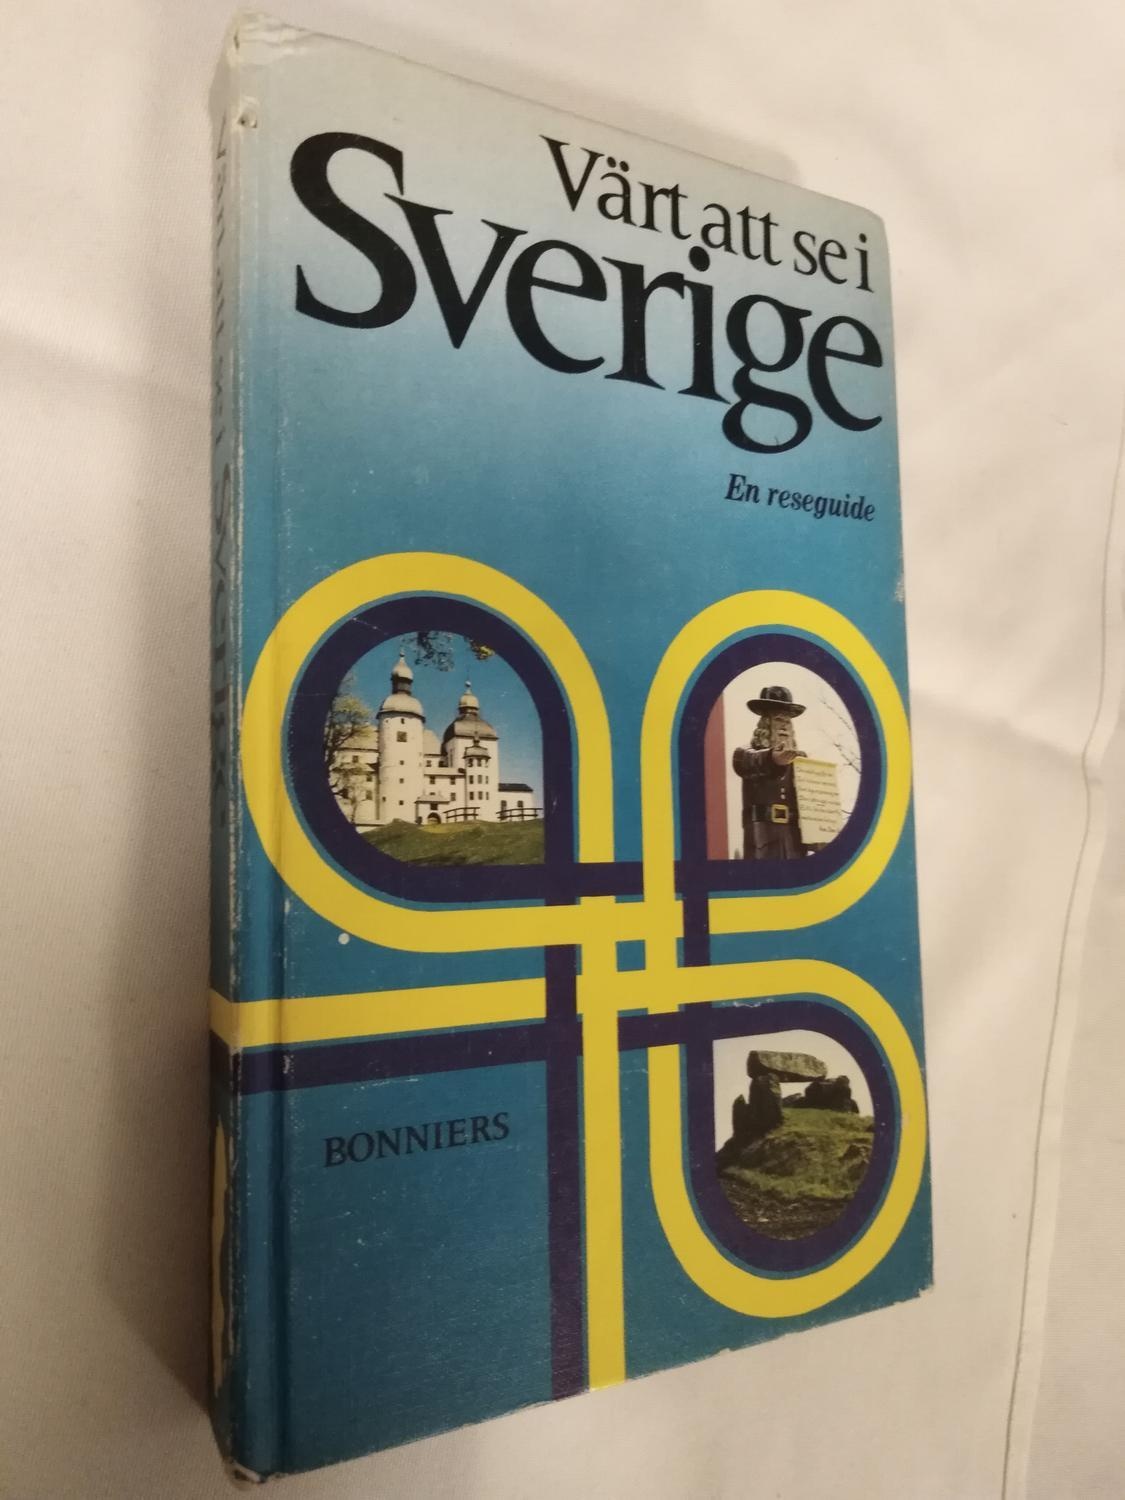 Värt att se i
Sverige
En reseguide
BONNIERS